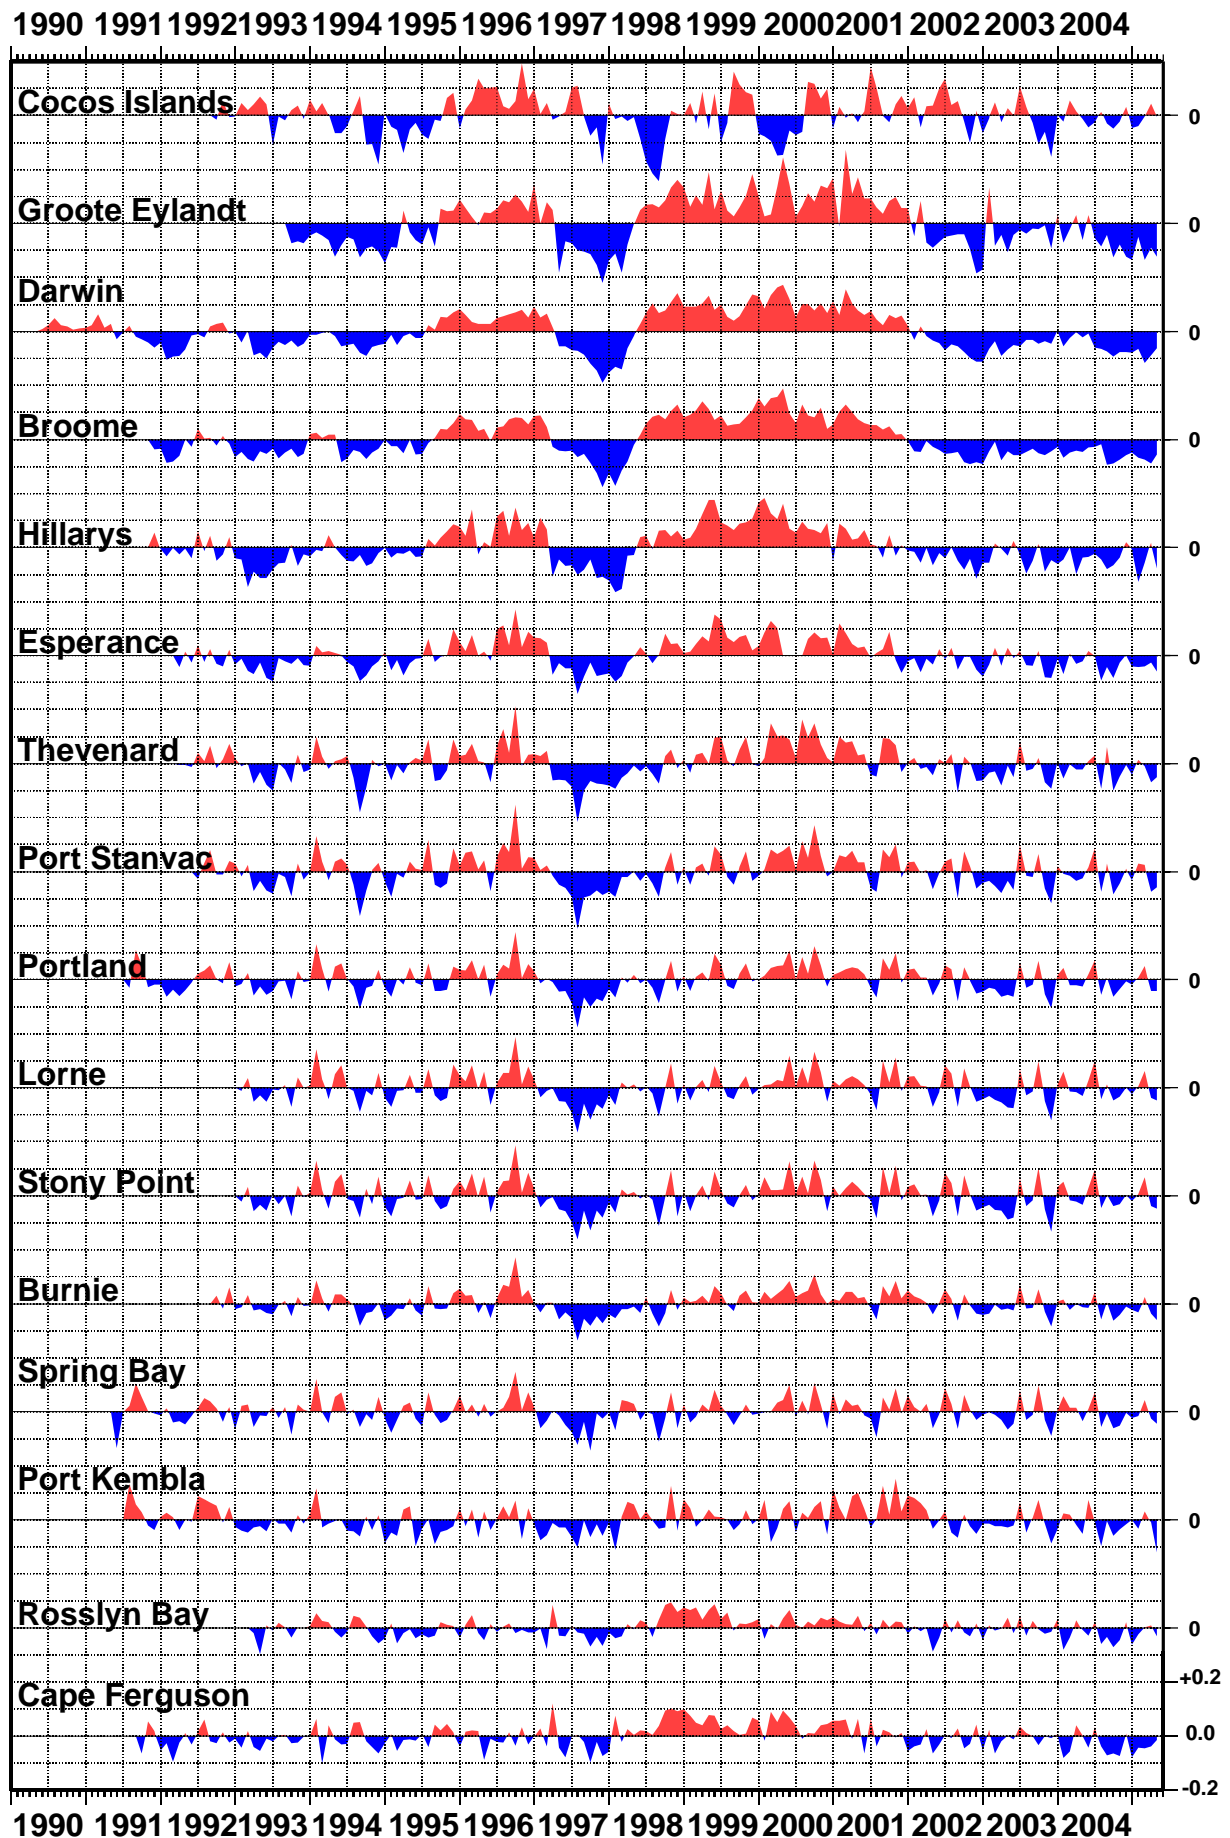 1990 1991 1992 1993 1994 1995 1996 1997 1998 1999 2000 2001 2002 2003 2004
Cocos Islands 0
Groote Eylandt 0
Darwin 0
Broome 0
Hillarys 0
Esperance 0
Thevenard 0
Port Stanvac 0
Portland 0
Lorne 0
Stony Point 0
Burnie 0
Spring Bay 0
Port Kembla 0
Rosslyn Bay 0
+0.2
Cape Ferguson
0.0
-0.2
1990 1991 1992 1993 1994 1995 1996 1997 1998 1999 2000 2001 2002 2003 2004